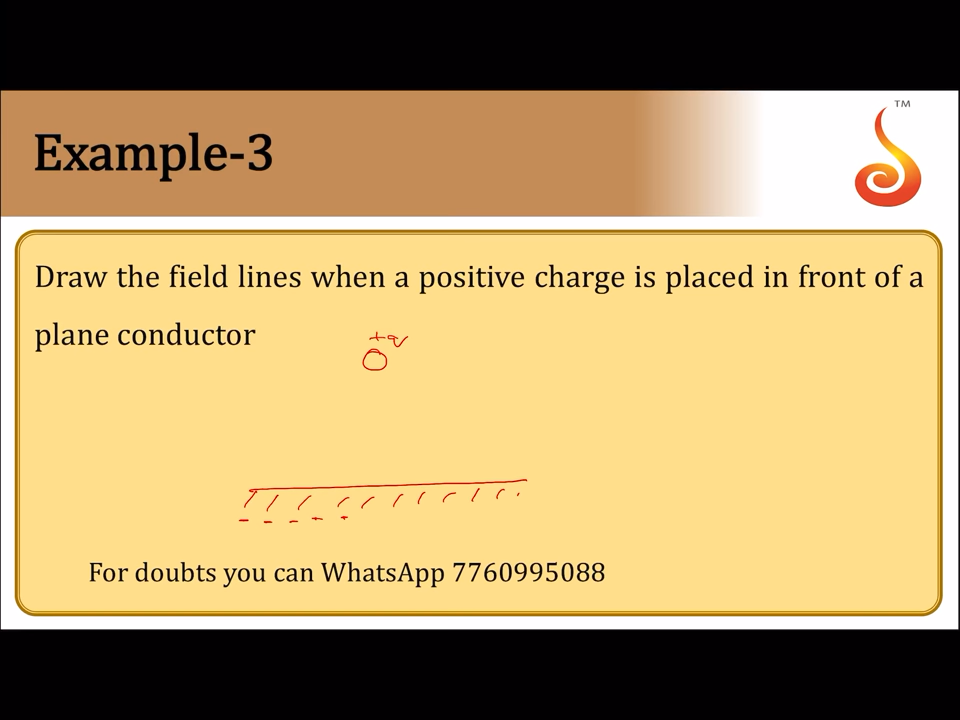 TM
Example-3
Draw the field lines when a positive charge is placed in front of a
plane conductor
+q
For doubts you can WhatsApp 7760995088